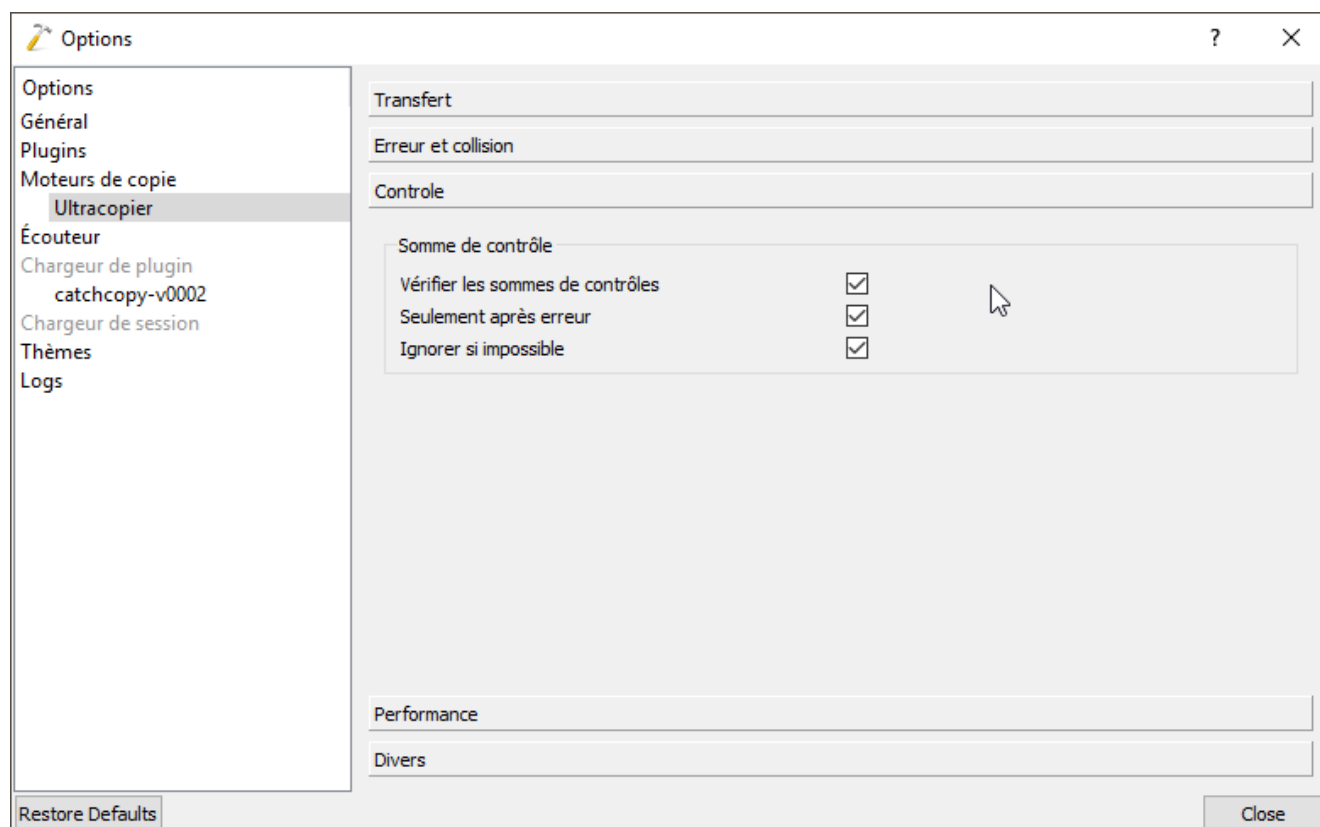 Options
Options
Général
Plugins
Moteurs de copie
Ultracopier
Écouteur
Chargeur de plugin
catchcopy-v0002
Chargeur de session
Thèmes
Logs
Transfert
Erreur et collision
Controle
Somme de contrôle
Vérifier les sommes de contrôles
Seulement après erreur
Ignorer si impossible
Performance
Divers
Restore Defaults
Close